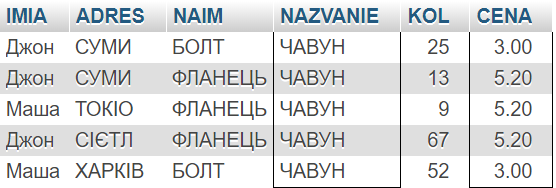 IMIA ADRES NAIM NAZVANIE KOL CENA
Джон СУМИ БОЛТ ЧАВУН 25 3.00
Джон СУМИ ФЛАНЕЦЬ ЧАВУН 13 5.20
Маша ТОКІО ФЛАНЕЦЬ ЧАВУН 9 5.20
Джон СІЄТЛ ФЛАНЕЦЬ ЧАВУН 67 5.20
Маша ХАРКІВ БОЛТ ЧАВУН 52 3.00